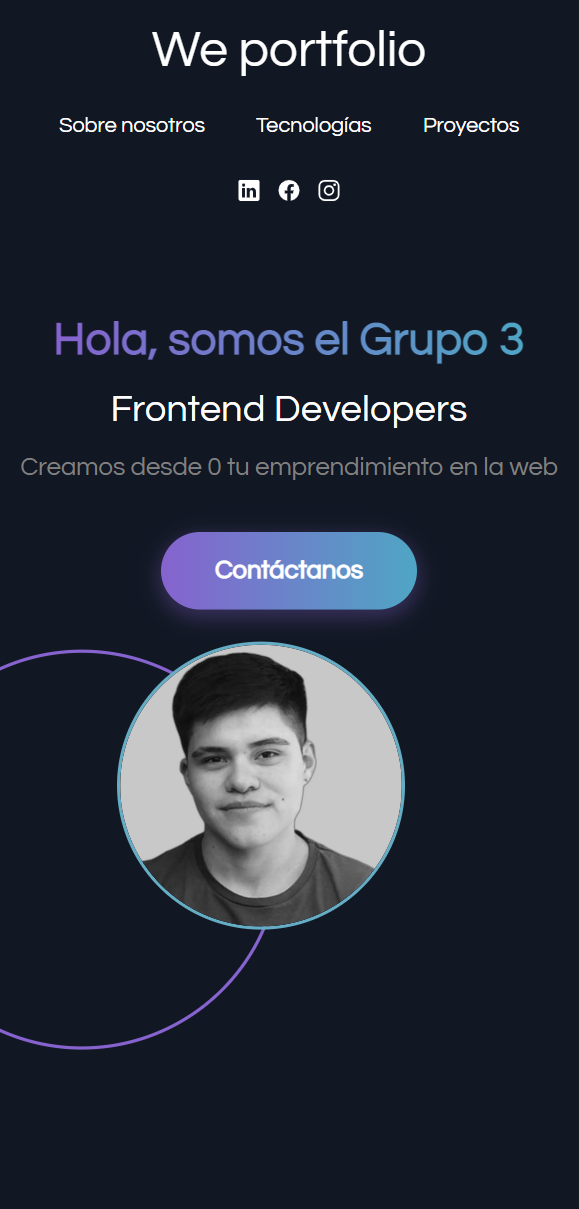 We portfolio
Sobre nosotros Tecnologías Proyectos
Hola, somos el Grupo 3
Frontend Developers
Creamos desde 0 tu emprendimiento en la web
Contáctanos